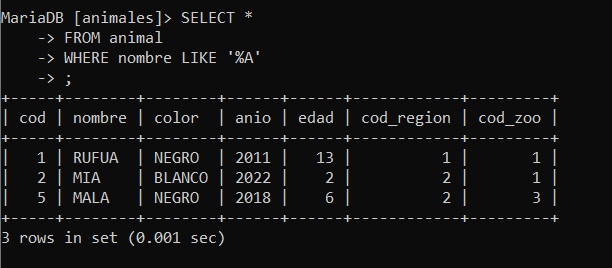 MariaDB [animales]> SELECT *
    -> FROM animal
    -> WHERE nombre LIKE '%A'
    -> ;
+-----+--------+--------+------+------+------------+---------+
| cod | nombre | color  | anio | edad | cod_region | cod_zoo |
+-----+--------+--------+------+------+------------+---------+
|   1 | RUFUA  | NEGRO  | 2011 |   13 |          1 |       1 |
|   2 | MIA    | BLANCO | 2022 |    2 |          2 |       1 |
|   5 | MALA   | NEGRO  | 2018 |    6 |          2 |       3 |
+-----+--------+--------+------+------+------------+---------+
3 rows in set (0.001 sec)